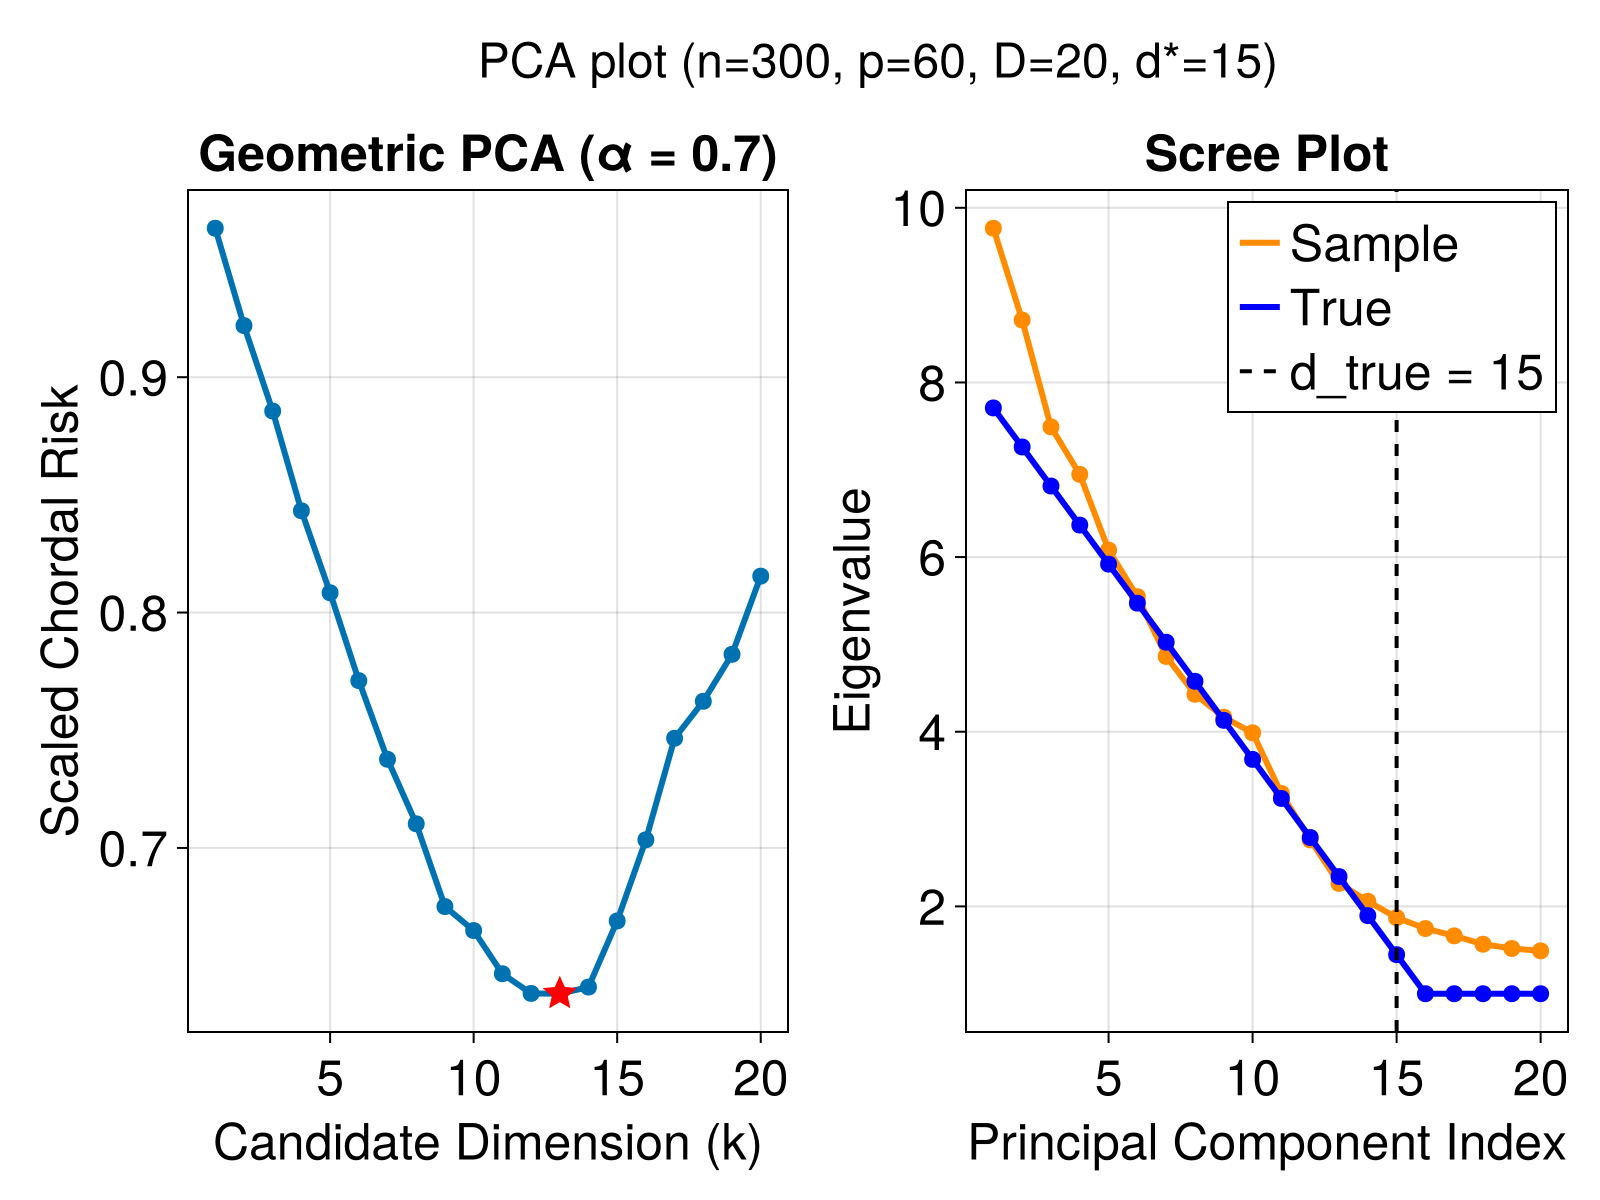 PCA plot (n=300, p=60, D=20, d*=15)
Geometric PCA (α = 0.7)
Scaled Chordal Risk
0.9
0.8
0.7
5
10
15
20
Candidate Dimension (k)
Scree Plot
Eigenvalue
10
8
6
4
2
Sample
True
d_true = 15
5
10
15
20
Principal Component Index